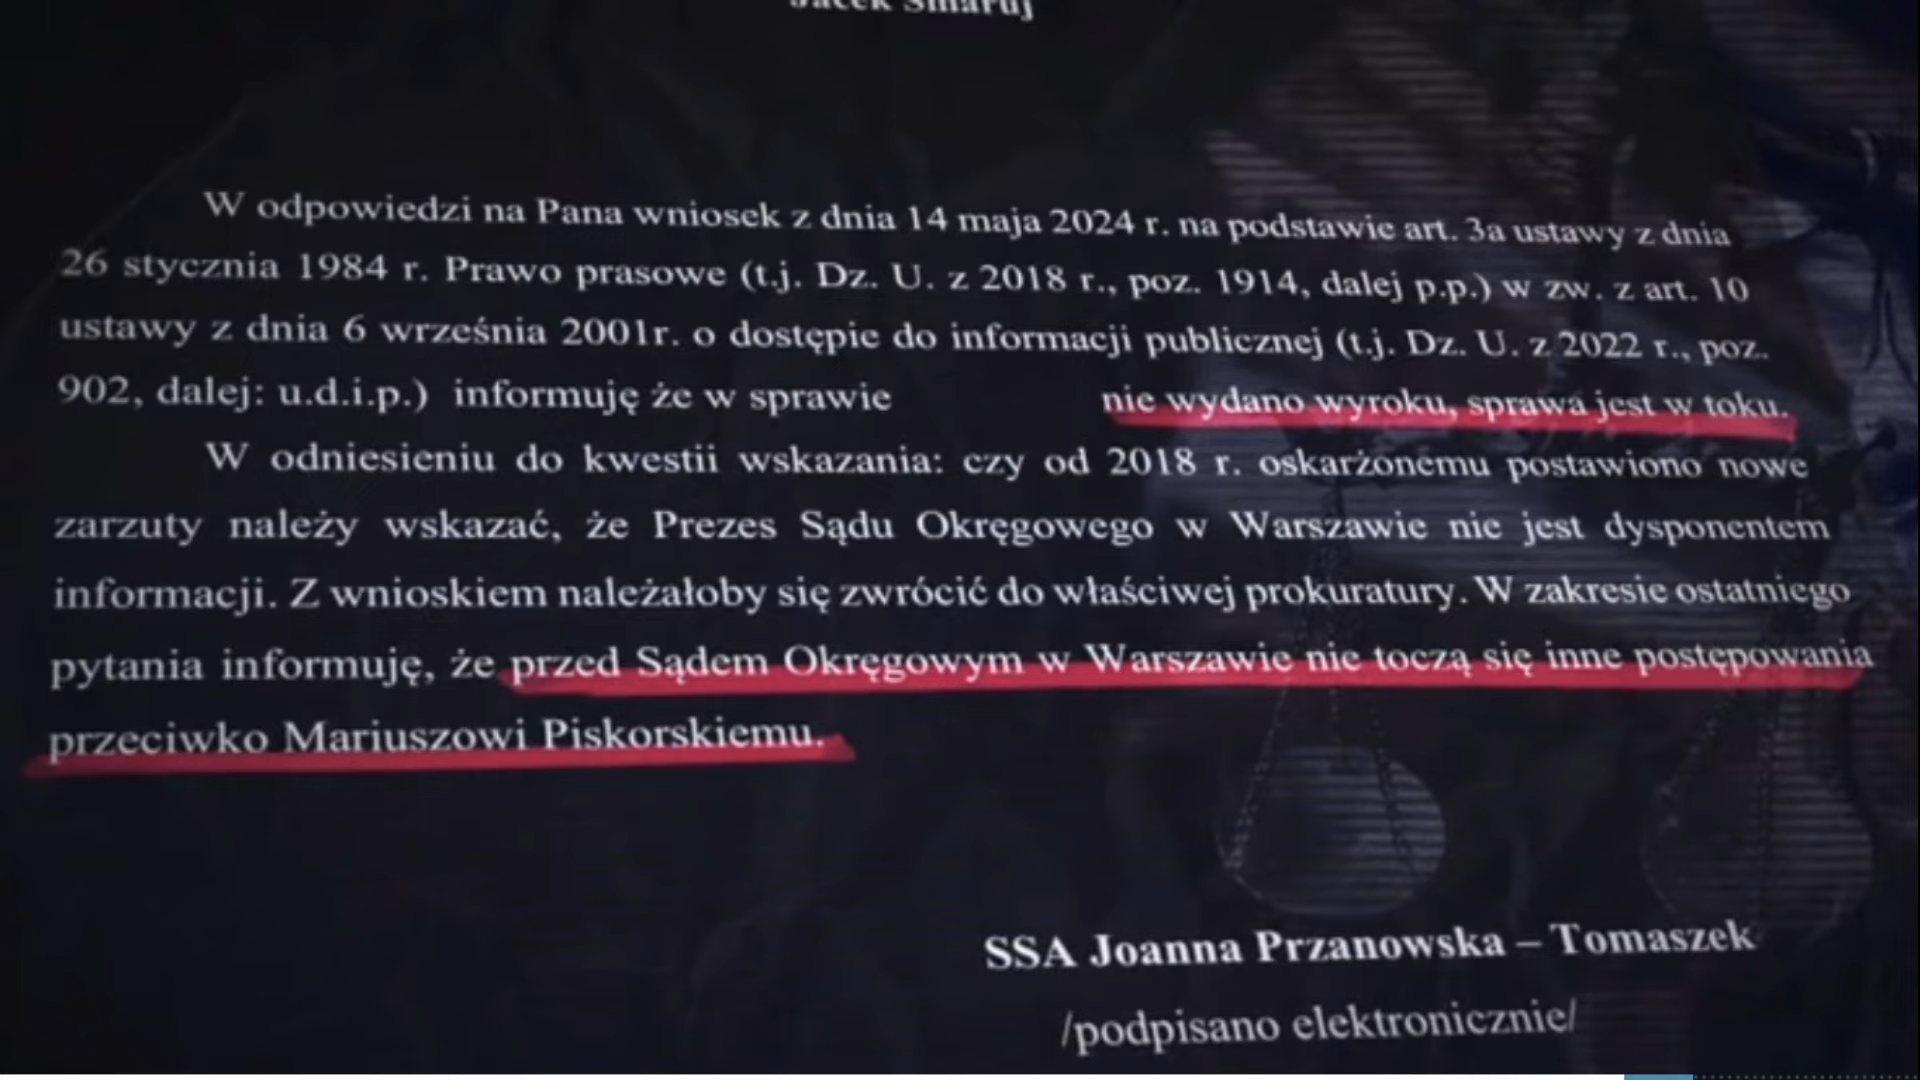 Jacek Smaruj
W odpowiedzi na Pana wniosek z dnia 14 maja 2024 r. na podstawie art. 3a ustawy z dnia
26 stycznia 1984 r. Prawo prasowe (t.j. Dz. U. z 2018 r., poz. 1914, dalej p.p.) w zw. z art. 10
ustawy z dnia 6 września 2001r. o dostępie do informacji publicznej (t.j. Dz. U. z 2022 r., poz.
902, dalej: u.d.i.p.) informuję że w sprawie nie wydano wyroku, sprawa jest w toku.
W odniesieniu do kwestii wskazania: czy od 2018 r. oskarżonemu postawiono nowe
zarzuty należy wskazać, że Prezes Sądu Okręgowego w Warszawie nie jest dysponentem
informacji. Z wnioskiem należałoby się zwrócić do właściwej prokuratury. W zakresie ostatniego
pytania informuję, że przed Sądem Okręgowym w Warszawie nie toczą się inne postępowania
przeciwko Mariuszowi Piskorskiemu.
SSA Joanna Przanowska – Tomaszek
/podpisano elektronicznie/